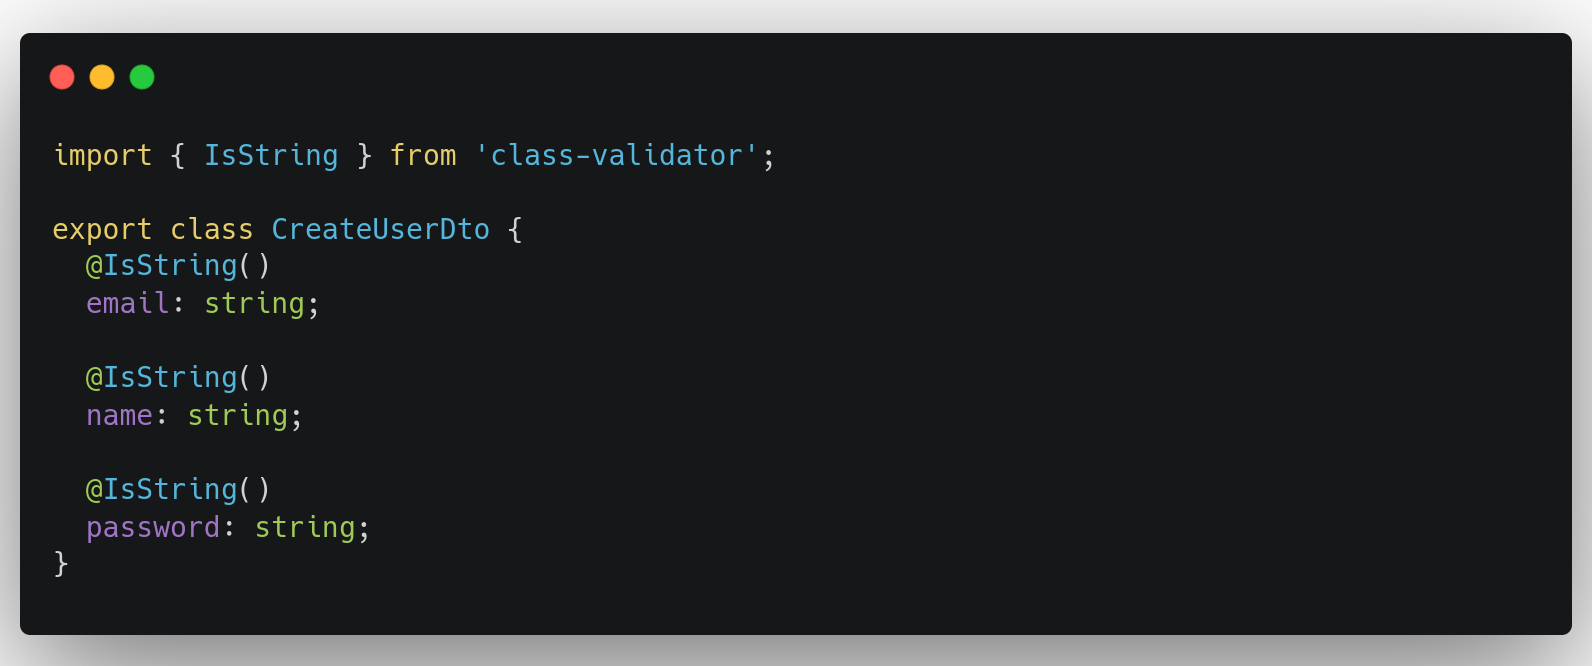 import { IsString } from 'class-validator';

export class CreateUserDto {
  @IsString()
  email: string;

  @IsString()
  name: string;

  @IsString()
  password: string;
}